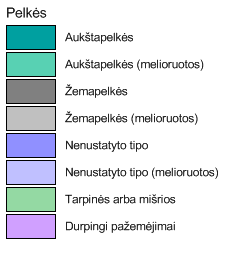 Pelkės
Aukštapelkės
Aukštapelkės (melioruotos)
Žemapelkės
Žemapelkės (melioruotos)
Nenustatyto tipo
Nenustatyto tipo (melioruotos)
Tarpinės arba mišrios
Durpingi pažemėjimai